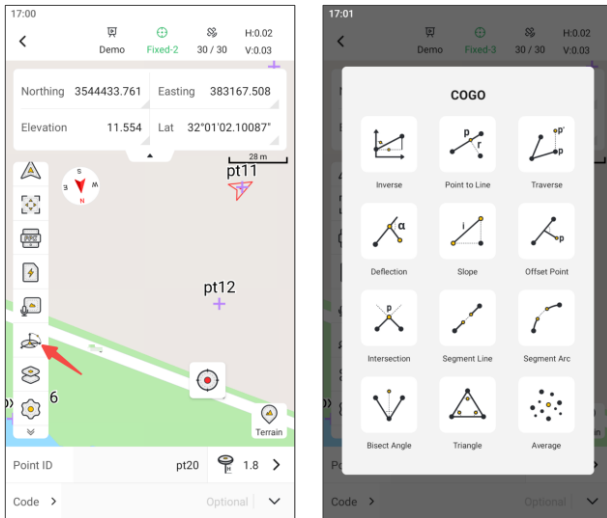 17:00
H:0.02
Demo Fixed-2 30 / 30 V:0.03
Northing 3544433.761 Easting 383167.508
Elevation 11.554 Lat 32°01'02.10087"
28 m
S
E W
N
pt11
PPK
pt12
6
Terrain
Point ID pt20 1.8
Code Optional
17:01
H:0.02
Demo Fixed-3 30 / 30 V:0.03
COGO
p
r
p'
p
Inverse Point to Line Traverse
α
i
p
Deflection Slope Offset Point
p
Intersection Segment Line Segment Arc
Bisect Angle Triangle Average
Code Optional